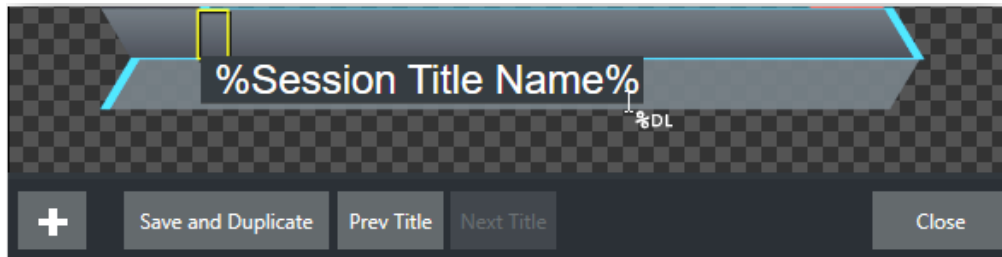 %Session Title Name%
%DL
Save and Duplicate
Prev Title
Next Title
Close